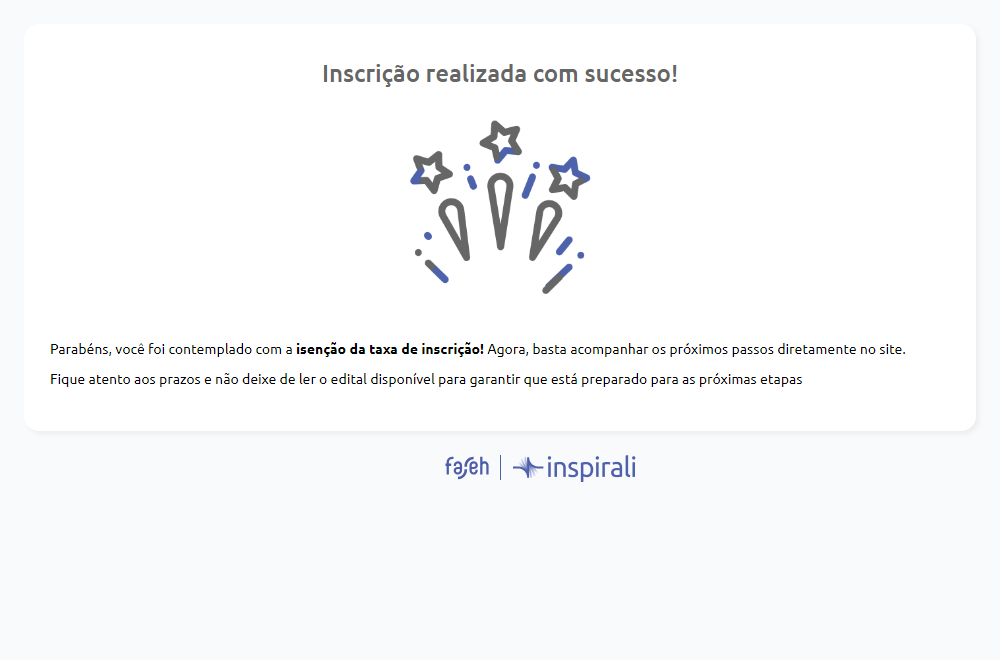 Inscrição realizada com sucesso!
Parabéns, você foi contemplado com a isenção da taxa de inscrição! Agora, basta acompanhar os próximos passos diretamente no site.
Fique atento aos prazos e não deixe de ler o edital disponível para garantir que está preparado para as próximas etapas
faseh | inspirali